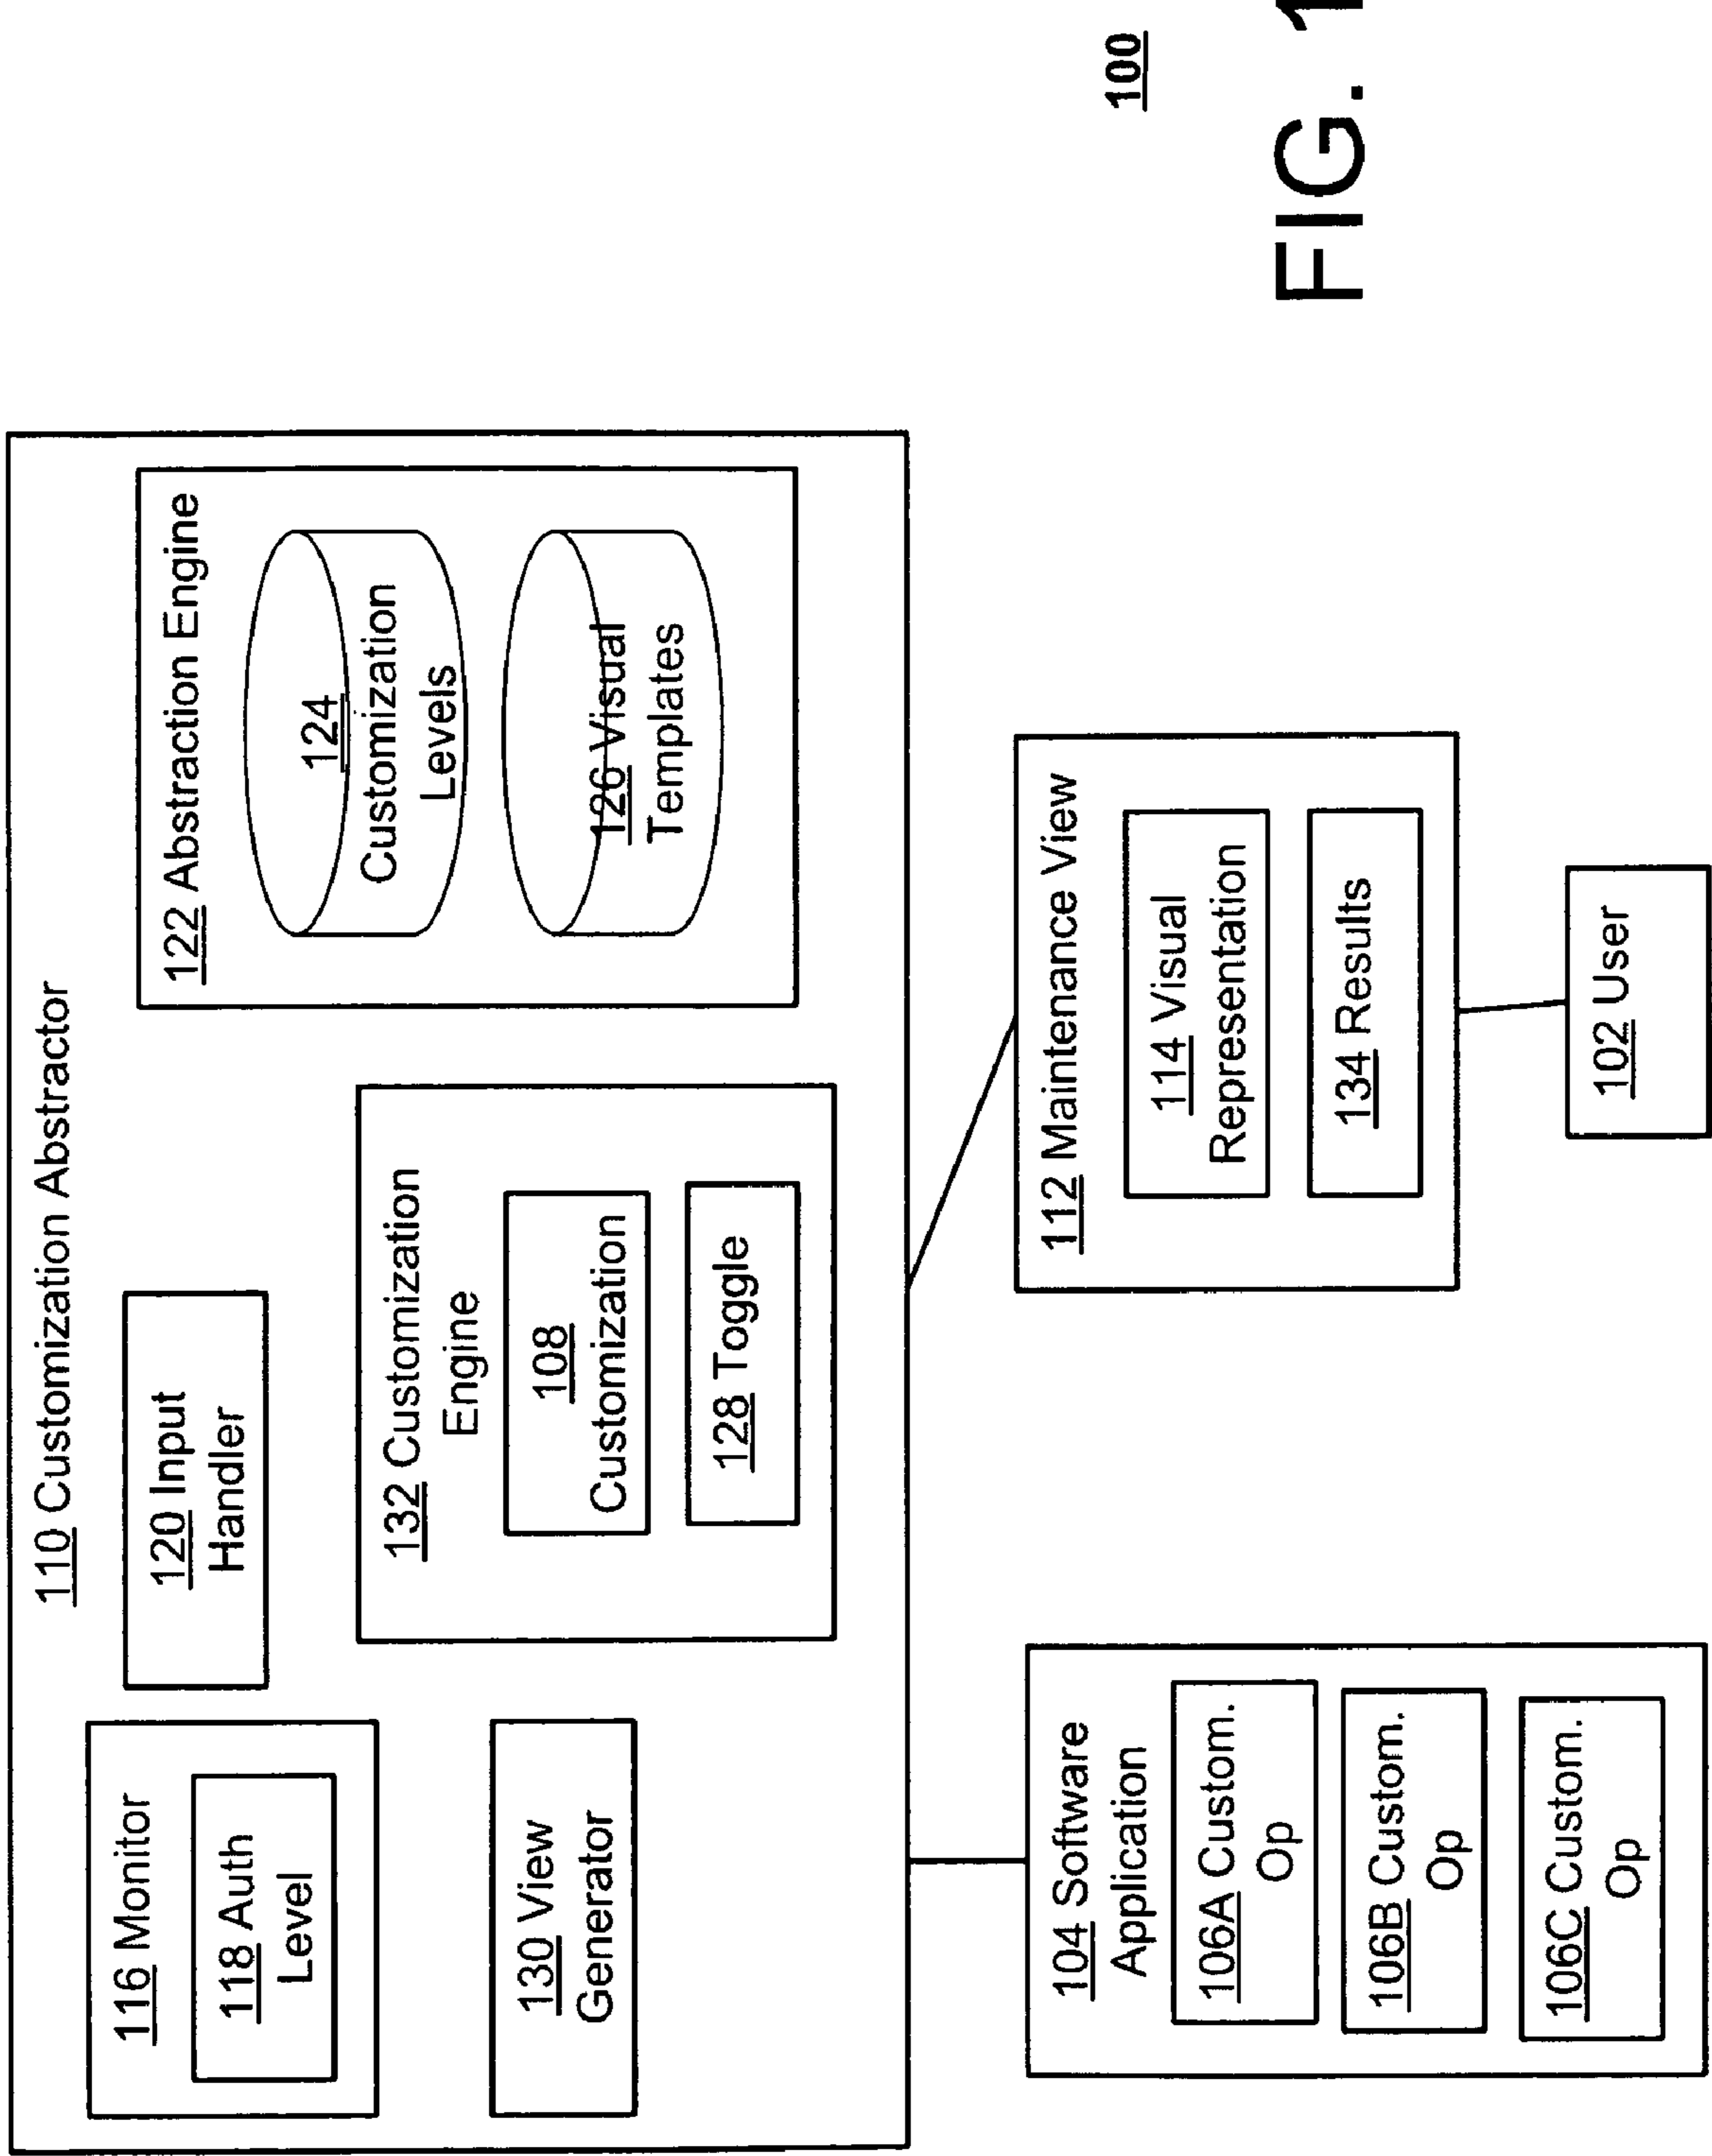 110 Customization Abstractor
116 Monitor
118 Auth
Level
120 Input
Handler
122 Abstraction Engine
124
Customization
Levels
126 Visual
Templates
130 View
Generator
132 Customization
Engine
108
Customization
128 Toggle
104 Software
Application
106A Custom.
Op
106B Custom.
Op
106C Custom.
Op
112 Maintenance View
114 Visual
Representation
134 Results
102 User
100
FIG. 1